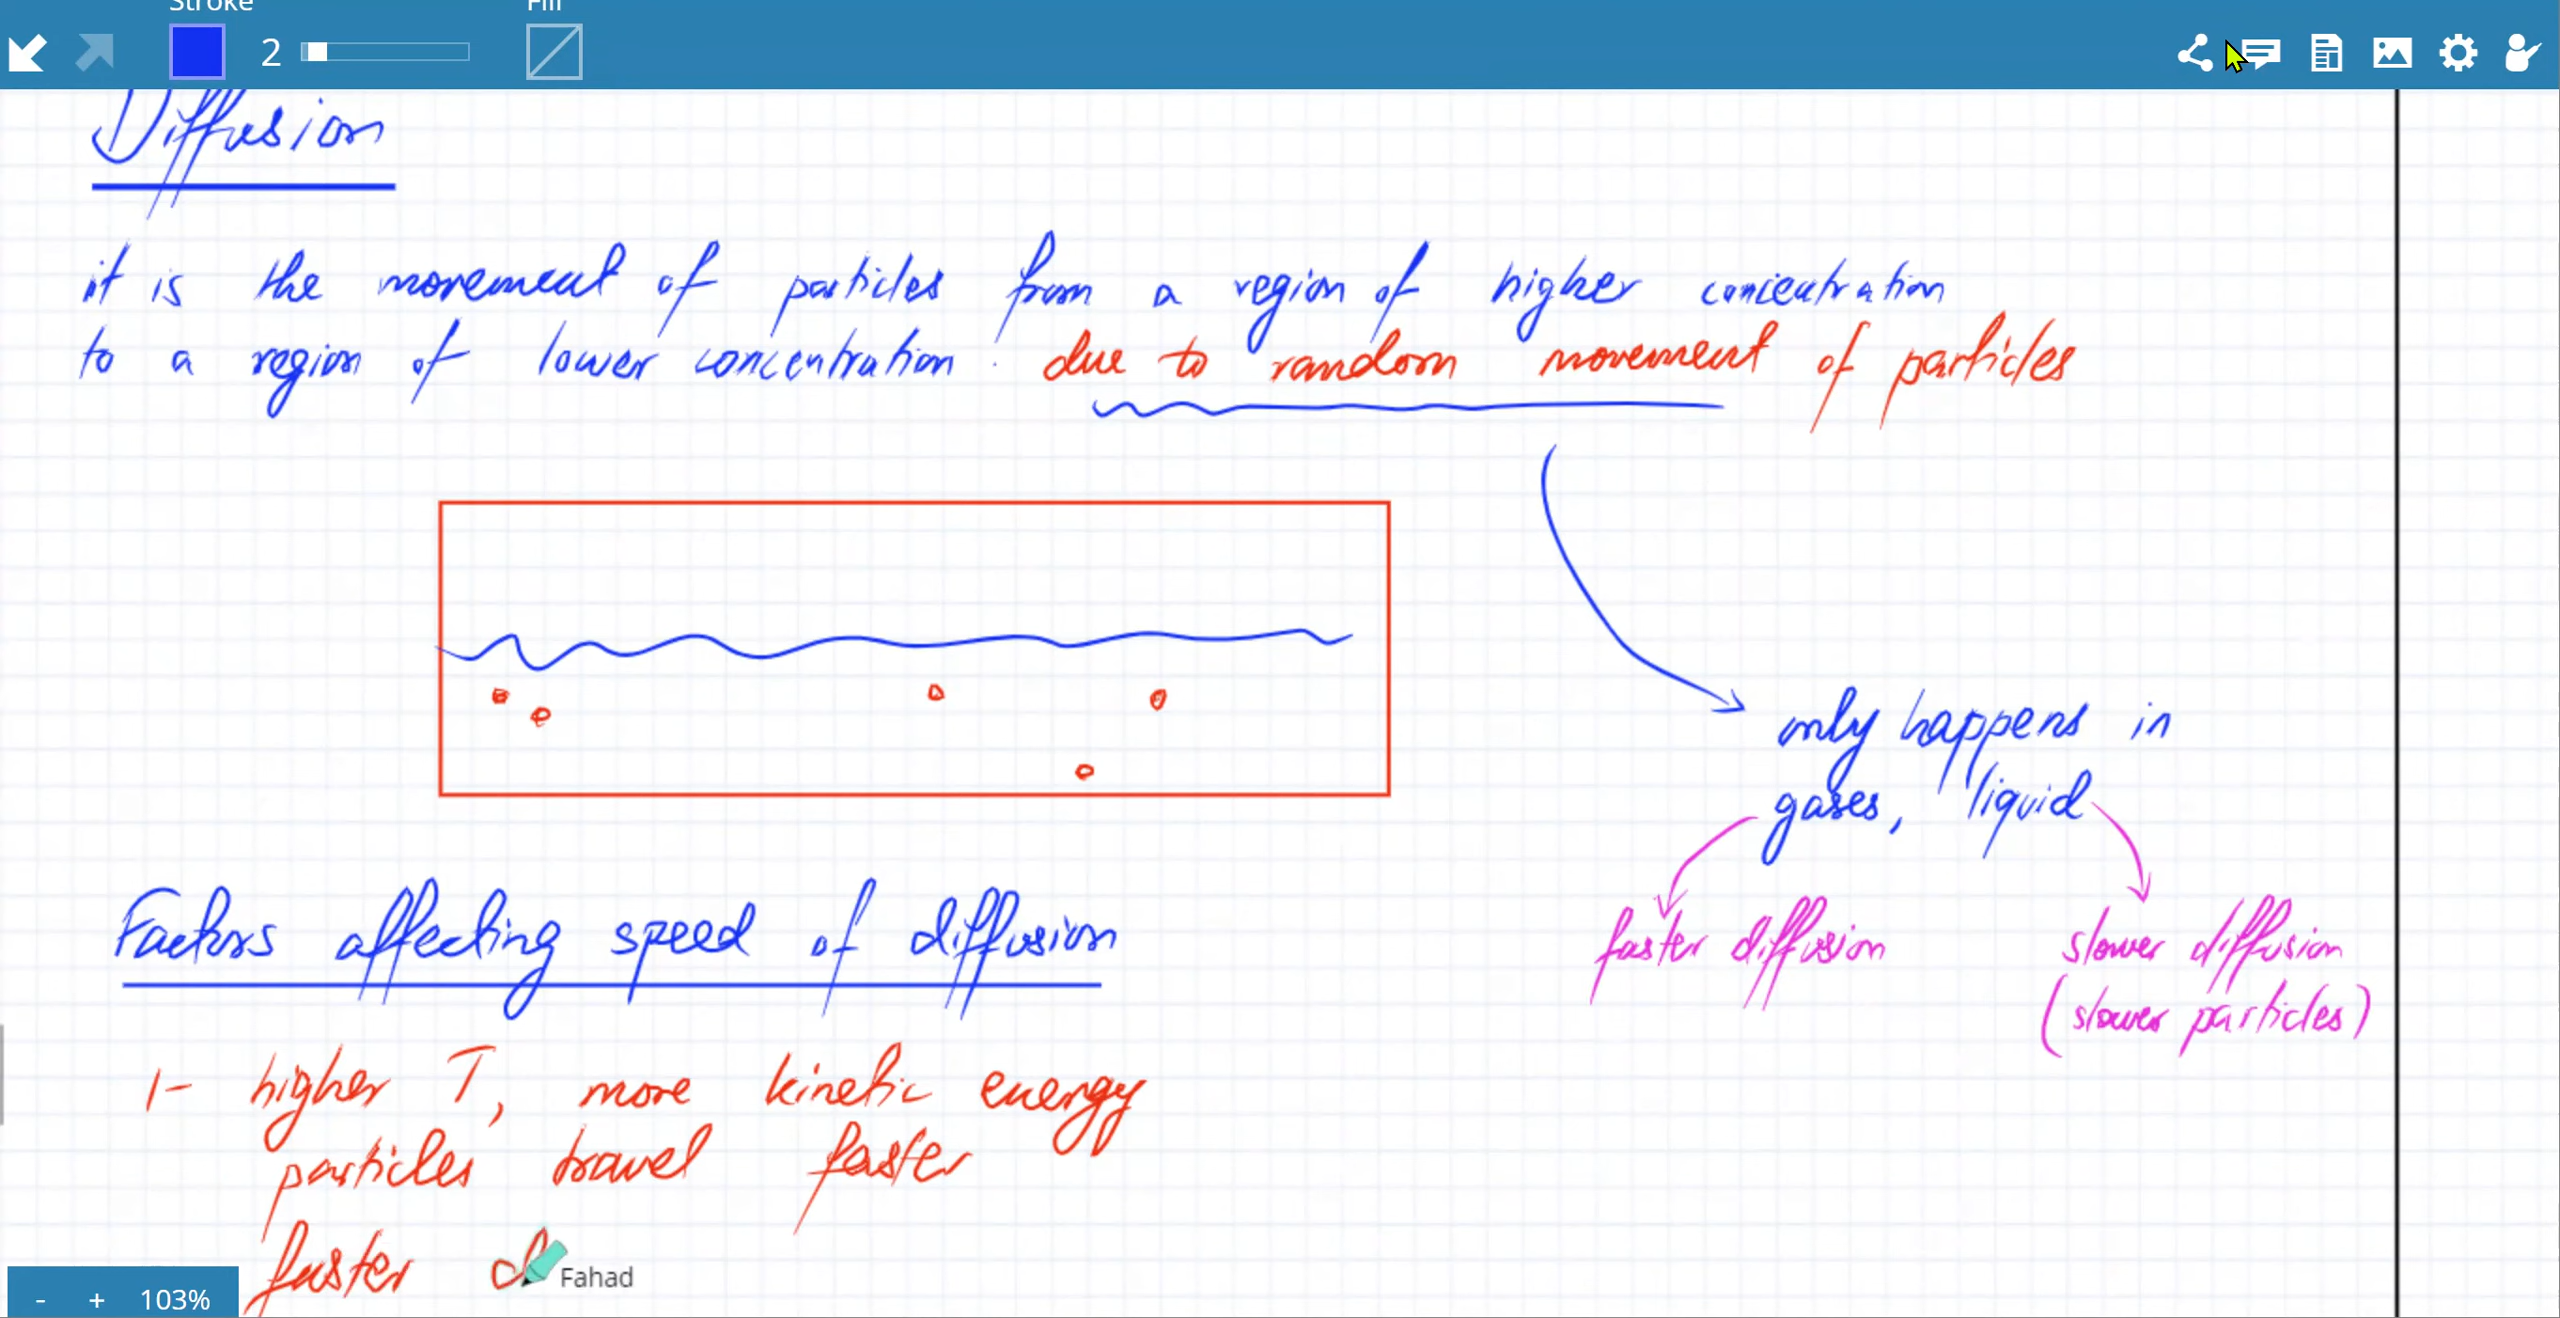 Stroke
Fill
2
Diffusion
it is the movement of particles from a region of higher concentration
to a region of lower concentration. due to random movement of particles
only happens in
gases, liquid
faster diffusion
slower diffusion
(slower particles)
Factors affecting speed of diffusion
1- higher T, more kinetic energy
particles travel faster
faster d
Fahad
- + 103%